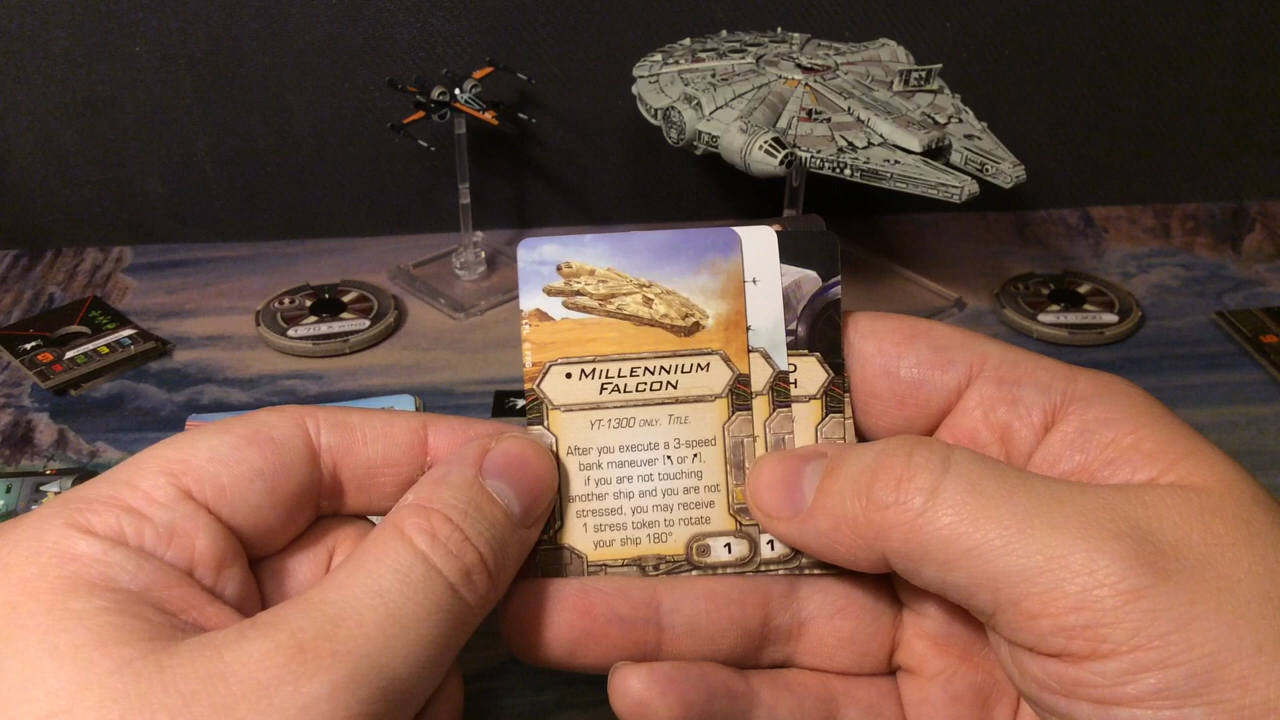 T-70 X-WING
YT-1300
• MILLENNIUM
FALCON
YT-1300 ONLY. TITLE.
After you execute a 3-speed
bank maneuver [↖ or ↗],
if you are not touching
another ship and you are not
stressed, you may receive
1 stress token to rotate
your ship 180°.
1
1